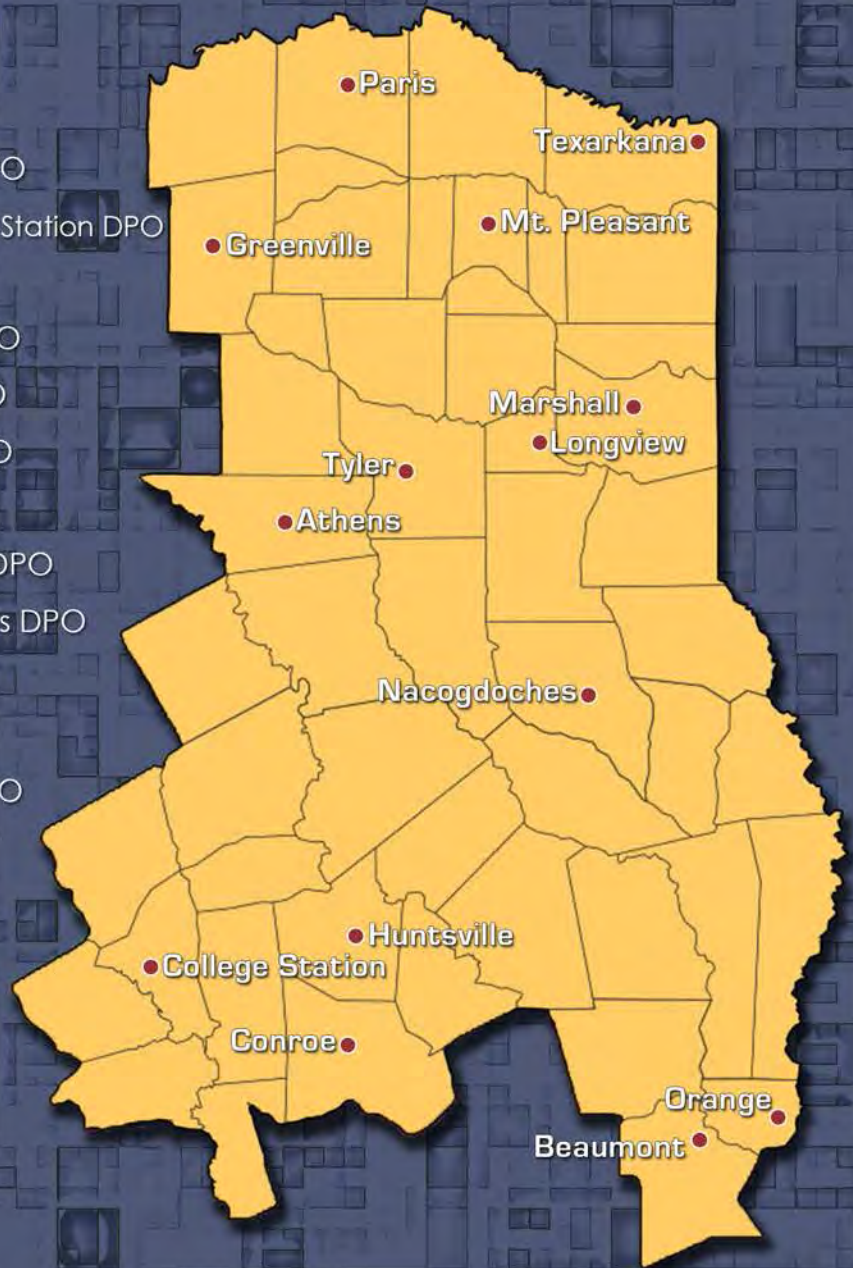 Paris
Texarkana
O
Station DPO
Mt. Pleasant
Greenville
O
O
Marshall
O
Longview
Tyler
Athens
DPO
s DPO
Nacogdoches
O
Huntsville
College Station
Conroe
Orange
Beaumont